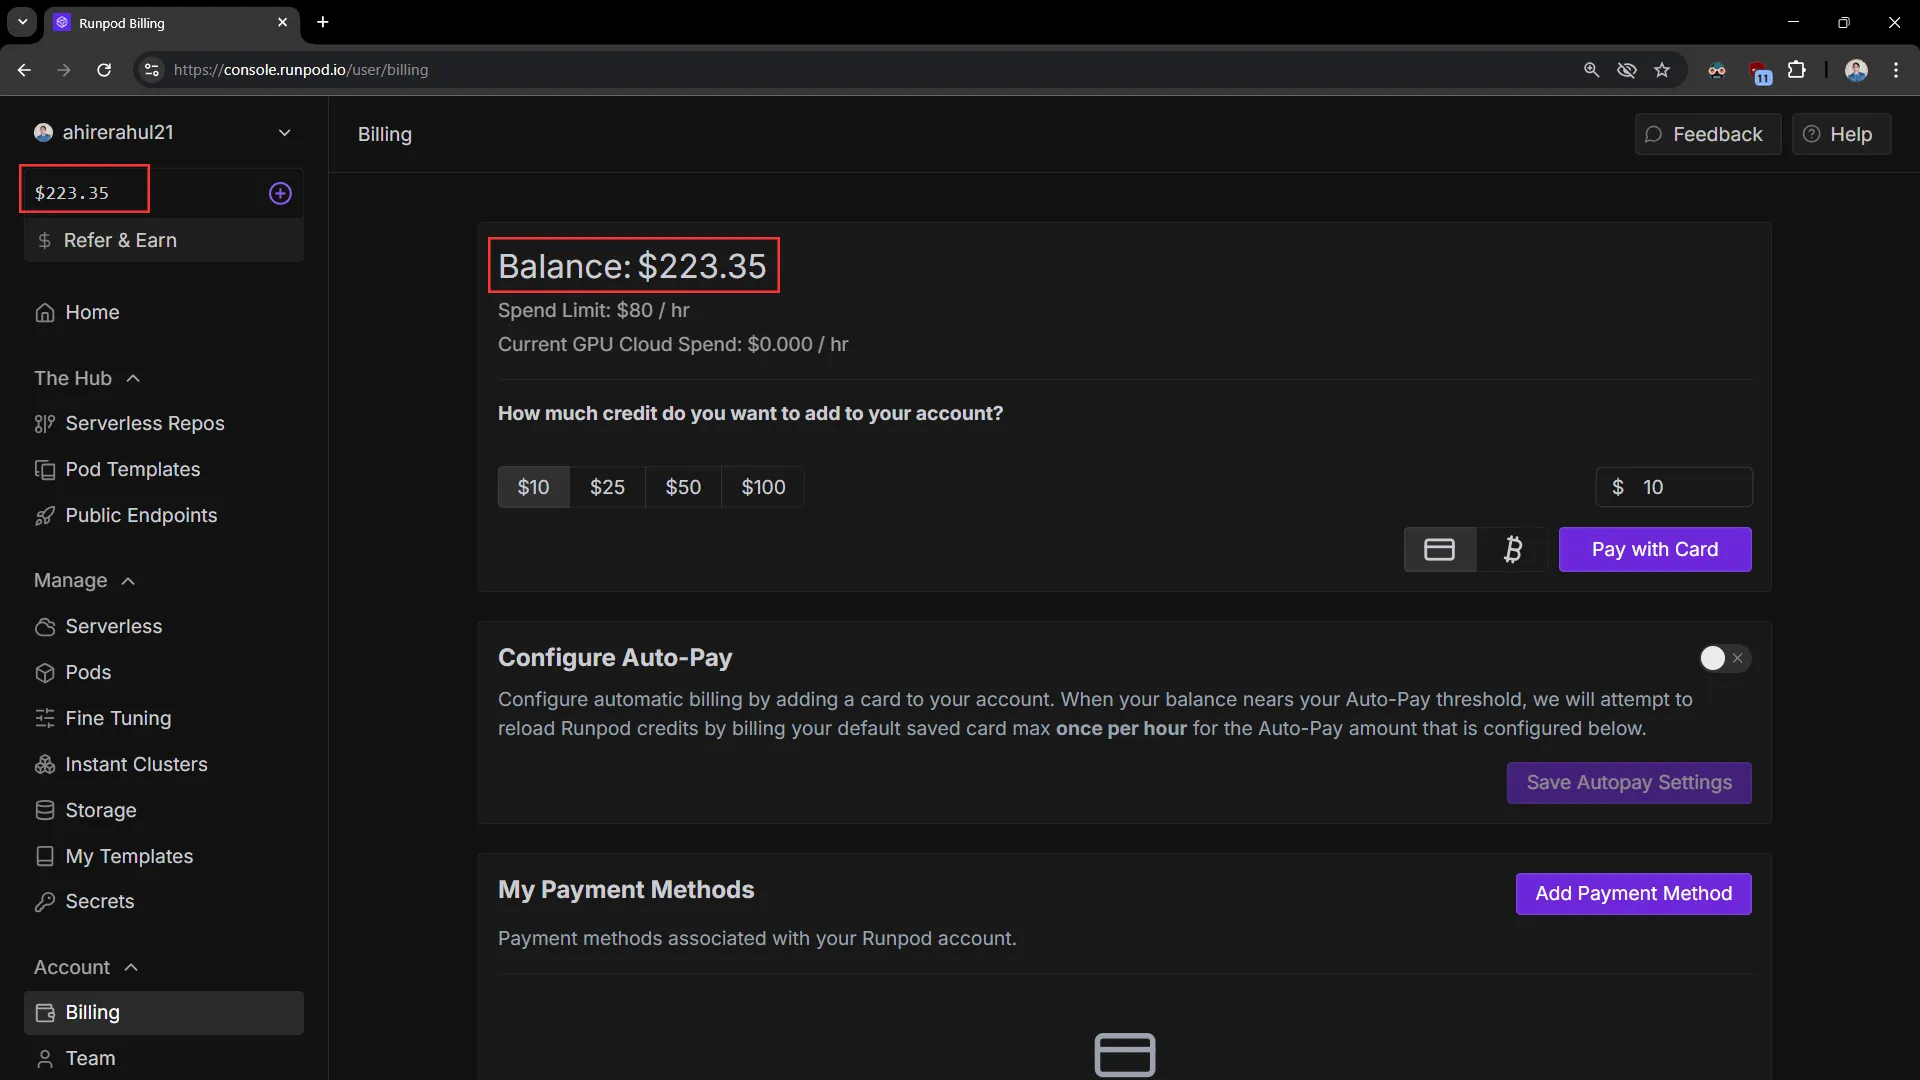 Runpod Billing
https://console.runpod.io/user/billing
11
ahirerahul21
$223.35
Refer & Earn
Home
The Hub
Serverless Repos
Pod Templates
Public Endpoints
Manage
Serverless
Pods
Fine Tuning
Instant Clusters
Storage
My Templates
Secrets
Account
Billing
Team
Billing
Feedback
Help
Balance: $223.35
Spend Limit: $80 / hr
Current GPU Cloud Spend: $0.000 / hr
How much credit do you want to add to your account?
$10 $25 $50 $100
$ 10
Pay with Card
Configure Auto-Pay
Configure automatic billing by adding a card to your account. When your balance nears your Auto-Pay threshold, we will attempt to
reload Runpod credits by billing your default saved card max once per hour for the Auto-Pay amount that is configured below.
Save Autopay Settings
My Payment Methods
Add Payment Method
Payment methods associated with your Runpod account.